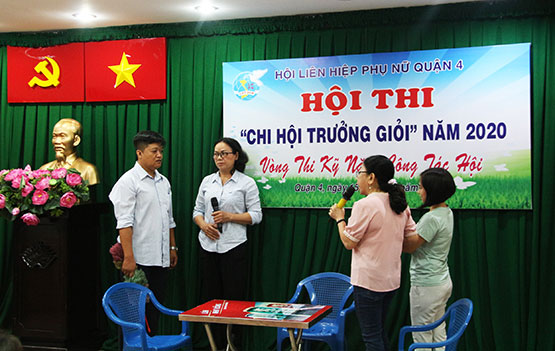 HỘI LIÊN HIỆP PHỤ NỮ QUẬN 4
HỘI THI
“CHI HỘI TRƯỞNG GIỎI” NĂM 2020
Vòng Thi Kỹ Công Tác Hội
Quận 4, ngày